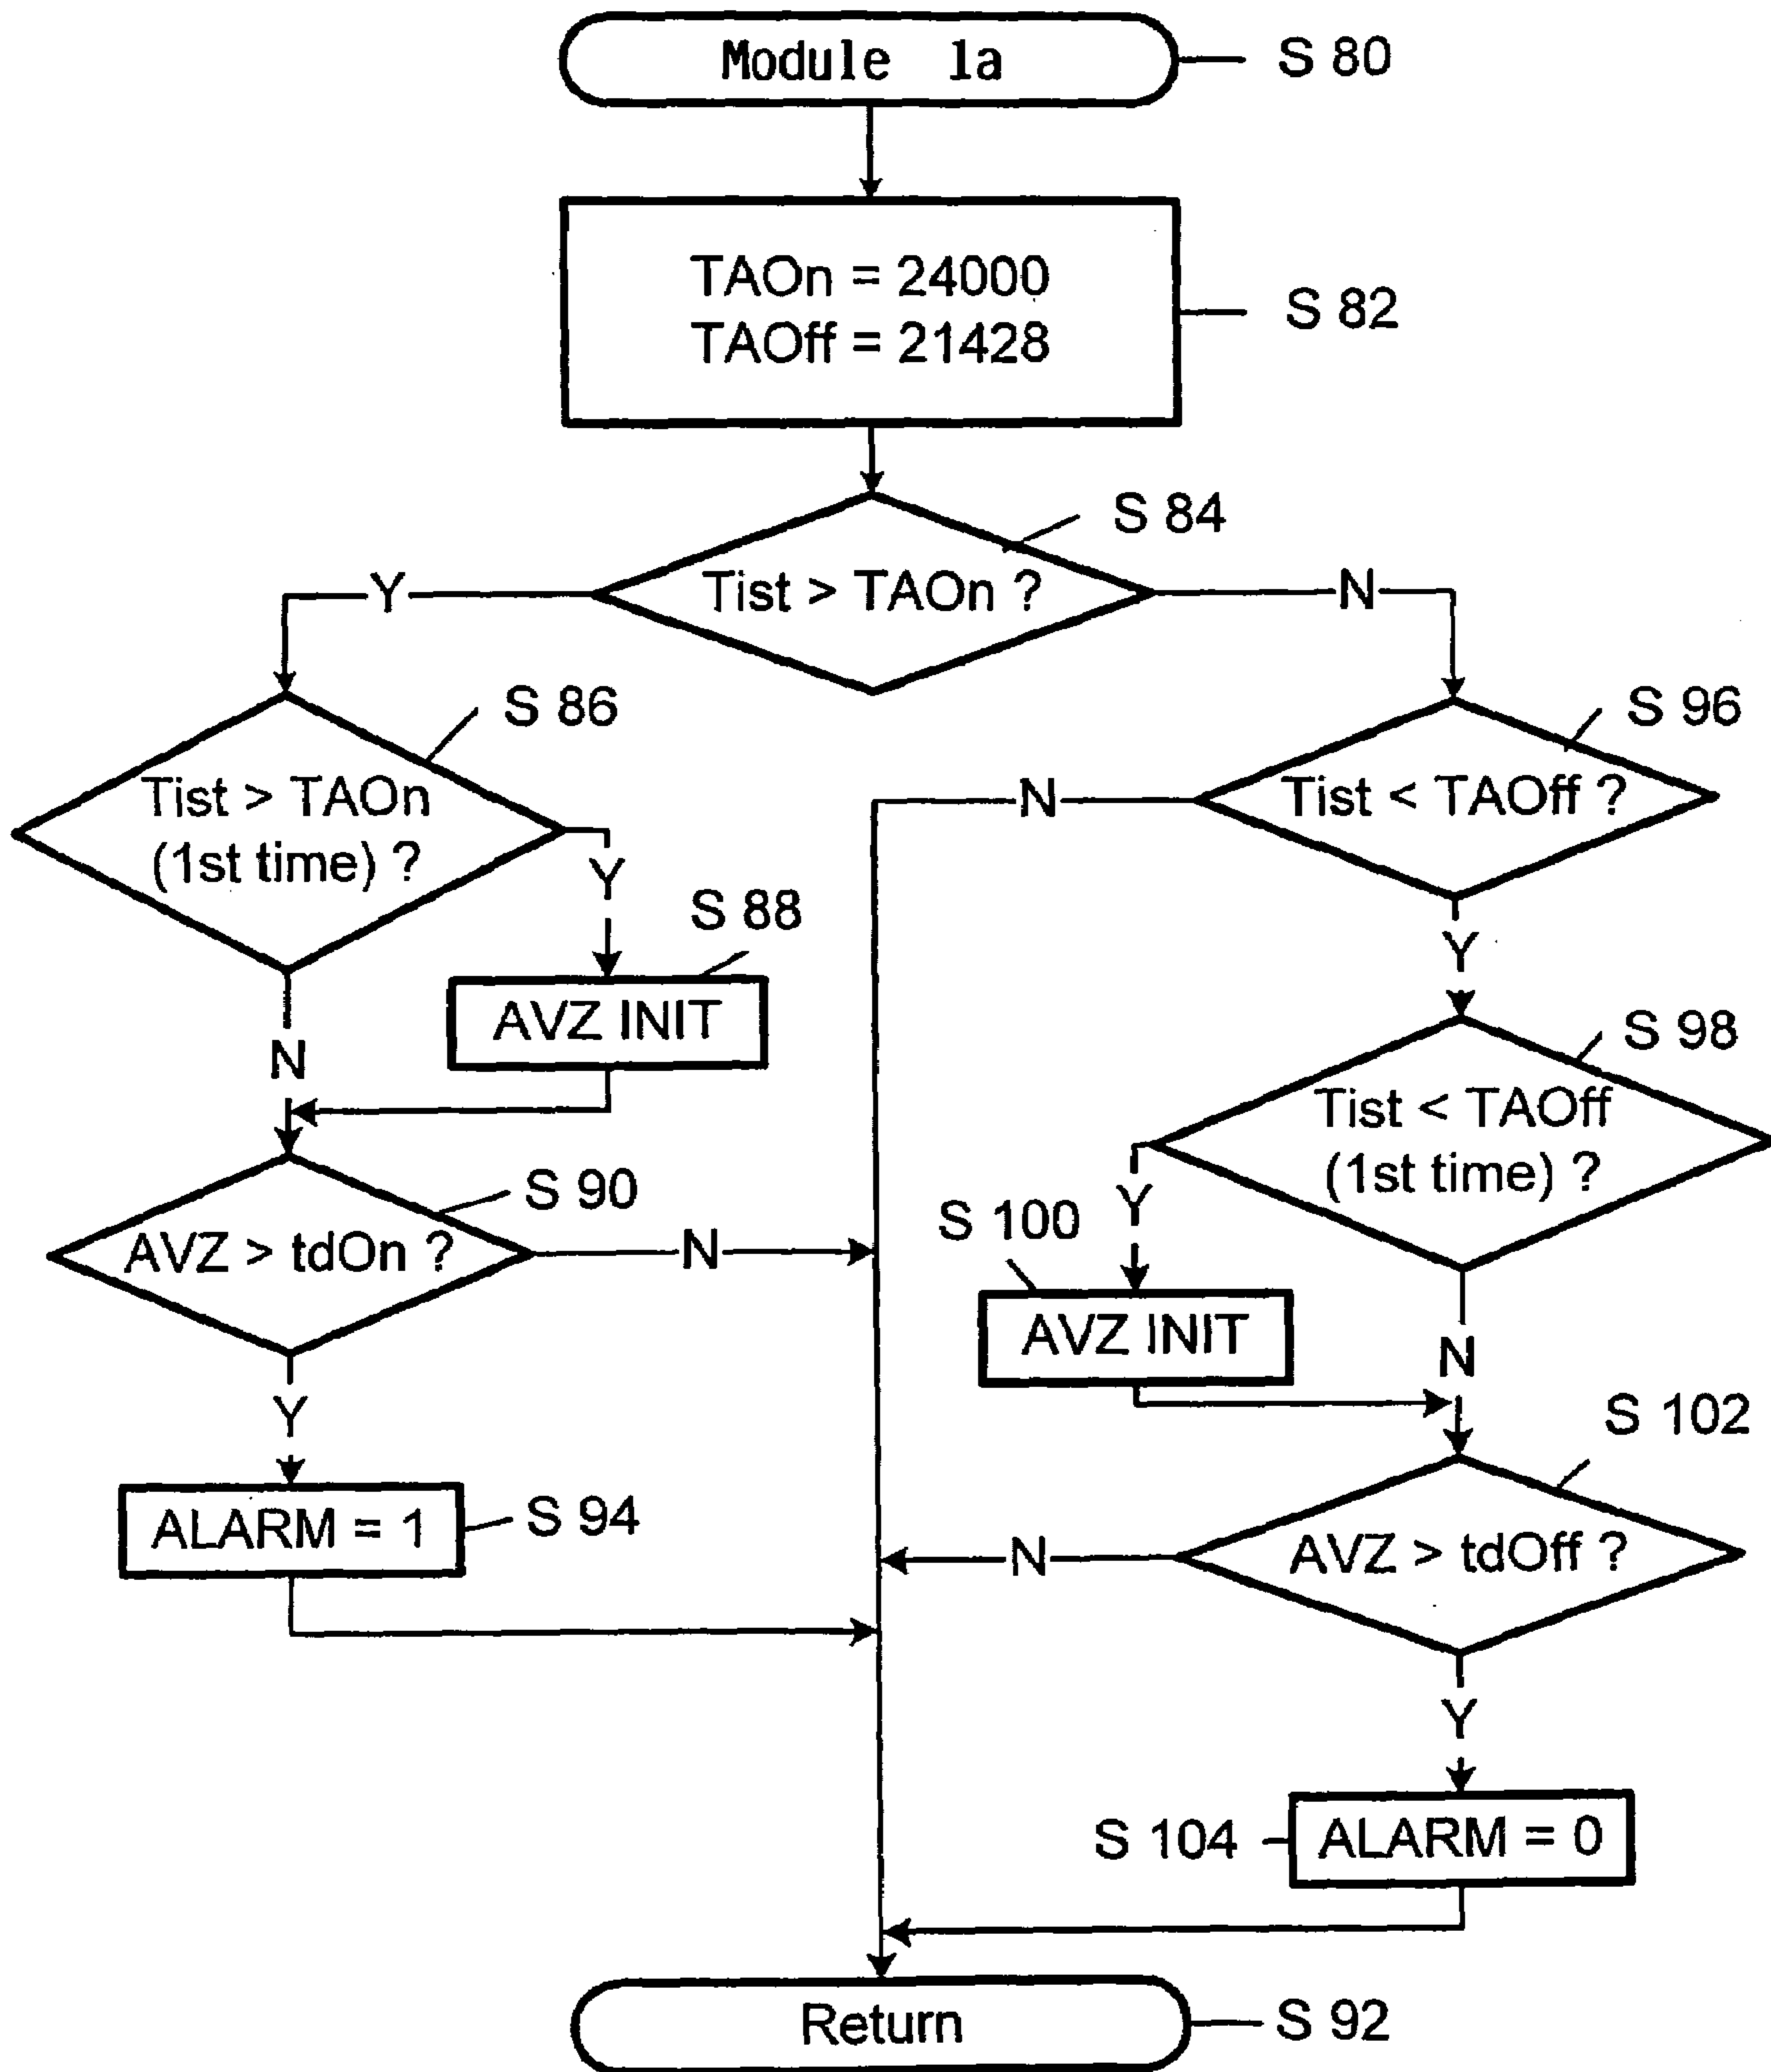 Module 1a
S 80
TAOn = 24000
TAOff = 21428
S 82
S 84
Tist > TAOn ?
Y
N
S 86
Tist > TAOn
(1st time) ?
Y
N
S 88
AVZ INIT
S 90
AVZ > tdOn ?
N
Y
ALARM = 1
S 94
S 96
Tist < TAOff ?
N
Y
S 98
Tist < TAOff
(1st time) ?
Y
N
S 100
AVZ INIT
S 102
AVZ > tdOff ?
N
Y
S 104
ALARM = 0
Return
S 92